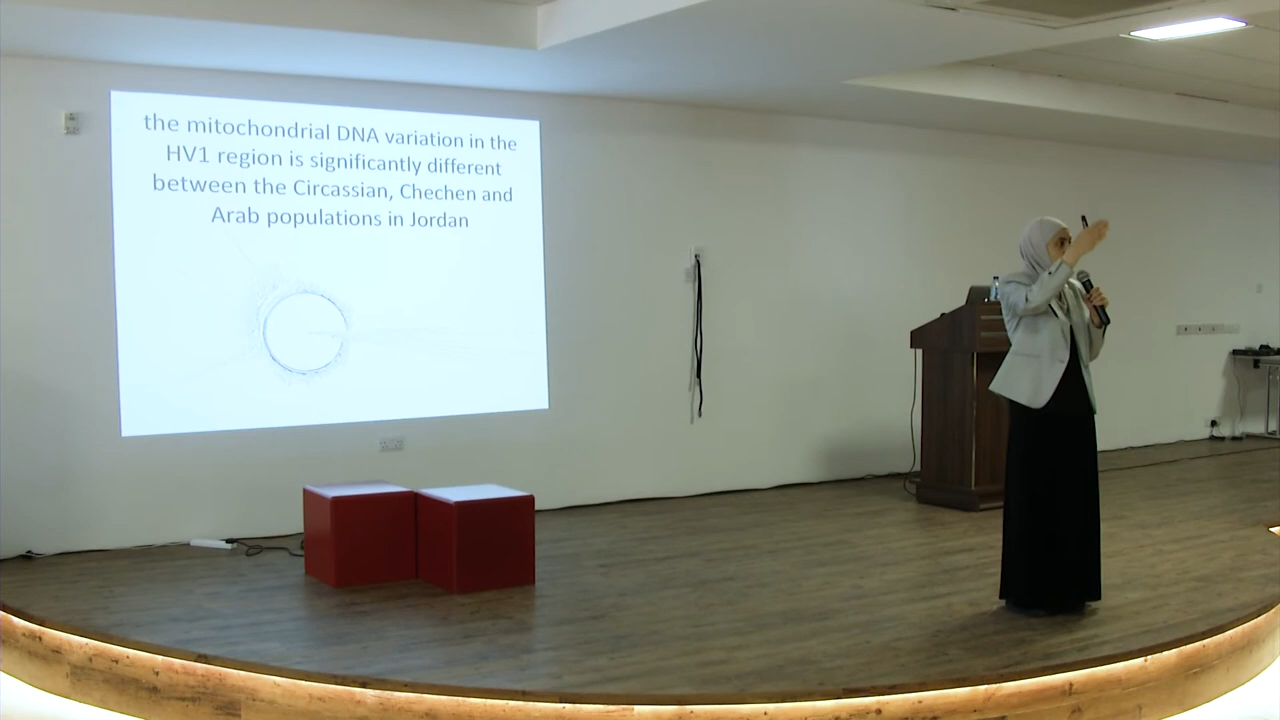 the mitochondrial DNA variation in the
HV1 region is significantly different
between the Circassian, Chechen and
Arab populations in Jordan